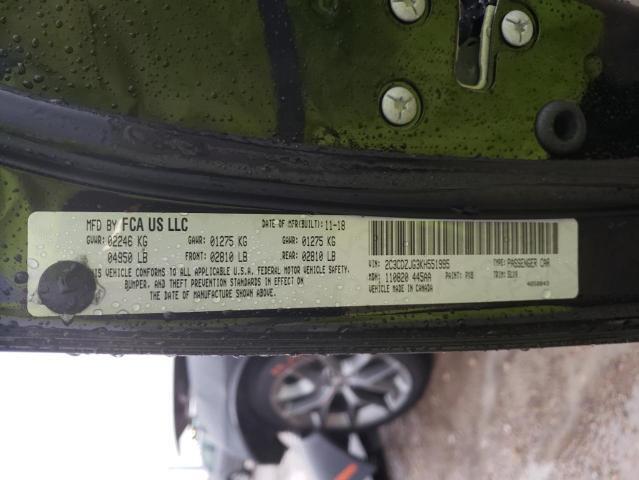 MFD BY FCA US LLC DATE OF MFR(BUILT): 11-18
GVWR: 02246 KG GAWR: 01275 KG GAWR: 01275 KG
04950 LB FRONT: 02810 LB REAR: 02810 LB
THIS VEHICLE CONFORMS TO ALL APPLICABLE U.S.A. FEDERAL MOTOR VEHICLE SAFETY,
BUMPER, AND THEFT PREVENTION STANDARDS IN EFFECT
ON THE DATE OF MANUFACTURE SHOWN ABOVE.
VIN: 2C3CDZJG3KH551995 TYPE: PASSENGER CAR
MDH: 110820 445AA PAINT: TRIM:
VEHICLE MADE IN CANADA